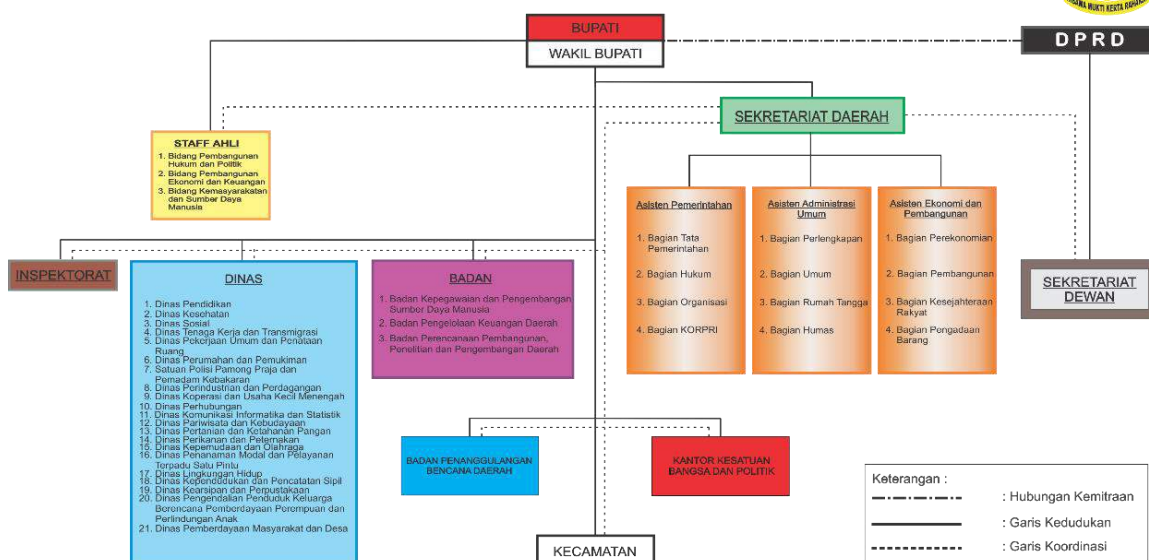 MUKTI KERTA RAHAR
BUPATI
WAKIL BUPATI
DPRD
SEKRETARIAT DAERAH
STAFF AHLI
1. Bidang Pembangunan
Hukum dan Politik
2. Bidang Pembangunan
Ekonomi dan Keuangan
3. Bidang Kemasyarakatan
dan Sumber Daya
Manusia
Asisten Pemerintahan
1. Bagian Tata
Pemerintahan
2. Bagian Hukum
3. Bagian Organisasi
4. Bagian KORPRI
Asisten Administrasi
Umum
1. Bagian Perlengkapan
2. Bagian Umum
3. Bagian Rumah Tangga
4. Bagian Humas
Asisten Ekonomi dan
Pembangunan
1. Bagian Perekonomian
2. Bagian Pembangunan
3. Bagian Kesejahteraan
Rakyat
4. Bagian Pengadaan
Barang
SEKRETARIAT
DEWAN
INSPEKTORAT
DINAS
1. Dinas Pendidikan
2. Dinas Kesehatan
3. Dinas Sosial
4. Dinas Tenaga Kerja dan Transmigrasi
5. Dinas Pekerjaan Umum dan Penataan
Ruang
6. Dinas Perumahan dan Pemukiman
7. Satuan Polisi Pamong Praja dan
Pemadam Kebakaran
8. Dinas Perindustrian dan Perdagangan
9. Dinas Koperasi dan Usaha Kecil Menengah
10. Dinas Perhubungan
11. Dinas Komunikasi Informatika dan Statistik
12. Dinas Pariwisata dan Kebudayaan
13. Dinas Pertanian dan Ketahanan Pangan
14. Dinas Perikanan dan Peternakan
15. Dinas Kepemudaan dan Olahraga
16. Dinas Penanaman Modal dan Pelayanan
Terpadu Satu Pintu
17. Dinas Lingkungan Hidup
18. Dinas Kependudukan dan Pencatatan Sipil
19. Dinas Kearsipan dan Perpustakaan
20. Dinas Pengendalian Penduduk Keluarga
Berencana Pemberdayaan Perempuan dan
Perlindungan Anak
21. Dinas Pemberdayaan Masyarakat dan Desa
BADAN
1. Badan Kepegawaian dan Pengembangan
Sumber Daya Manusia
2. Badan Pengelolaan Keuangan Daerah
3. Badan Perencanaan Pembangunan,
Penelitian dan Pengembangan Daerah
BADAN PENANGGULANGAN
BENCANA DAERAH
KANTOR KESATUAN
BANGSA DAN POLITIK
KECAMATAN
Keterangan :
: Hubungan Kemitraan
: Garis Kedudukan
: Garis Koordinasi